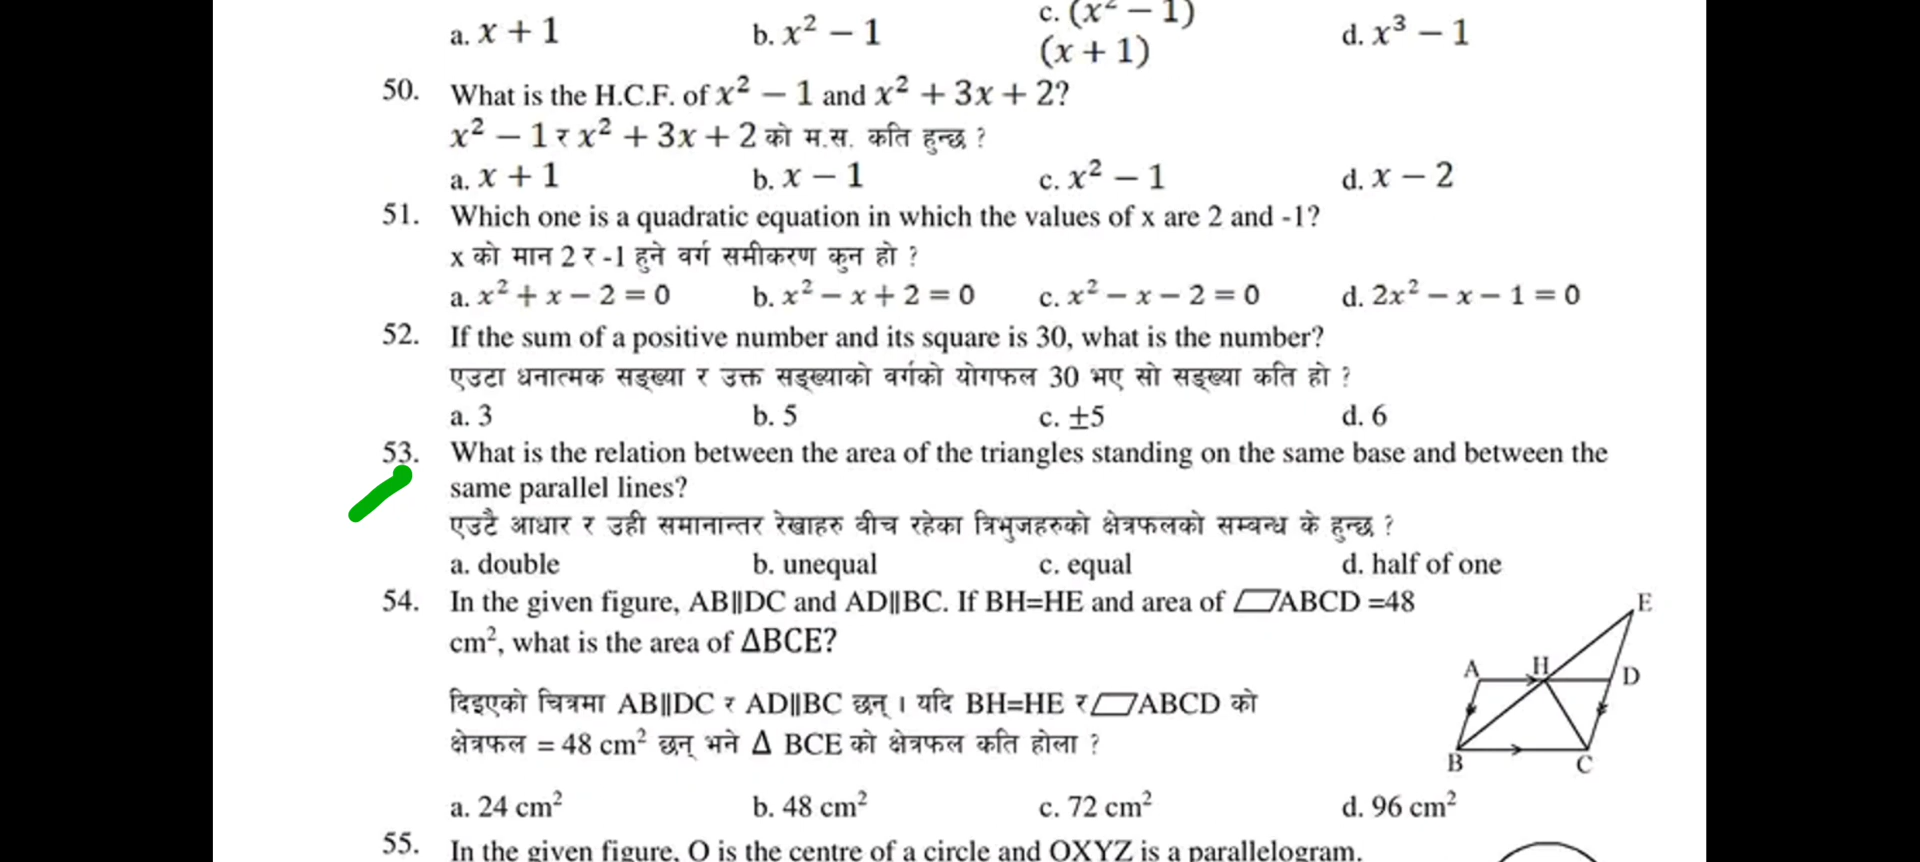 a. x + 1 b. x² − 1 c. (x² − 1) d. x³ − 1
(x + 1)
50. What is the H.C.F. of x² − 1 and x² + 3x + 2?
x² − 1 र x² + 3x + 2 को म.स. कति हुन्छ ?
a. x + 1 b. x − 1 c. x² − 1 d. x − 2
51. Which one is a quadratic equation in which the values of x are 2 and -1?
x को मान 2 र -1 हुने वर्ग समीकरण कुन हो ?
a. x² + x − 2 = 0 b. x² − x + 2 = 0 c. x² − x − 2 = 0 d. 2x² − x − 1 = 0
52. If the sum of a positive number and its square is 30, what is the number?
एउटा धनात्मक सङ्ख्या र उक्त सङ्ख्याको वर्गको योगफल 30 भए सो सङ्ख्या कति हो ?
a. 3 b. 5 c. ±5 d. 6
53. What is the relation between the area of the triangles standing on the same base and between the
same parallel lines?
एउटै आधार र उही समानान्तर रेखाहरु बीच रहेका त्रिभुजहरुको क्षेत्रफलको सम्बन्ध के हुन्छ ?
a. double b. unequal c. equal d. half of one
54. In the given figure, AB||DC and AD||BC. If BH=HE and area of ▱ABCD =48
cm², what is the area of ΔBCE?
दिइएको चित्रमा AB||DC र AD||BC छन् । यदि BH=HE र ▱ABCD को
क्षेत्रफल = 48 cm² छन् भने Δ BCE को क्षेत्रफल कति होला ?
E
A H D
B C
a. 24 cm² b. 48 cm² c. 72 cm² d. 96 cm²
55. In the given figure, O is the centre of a circle and OXYZ is a parallelogram.